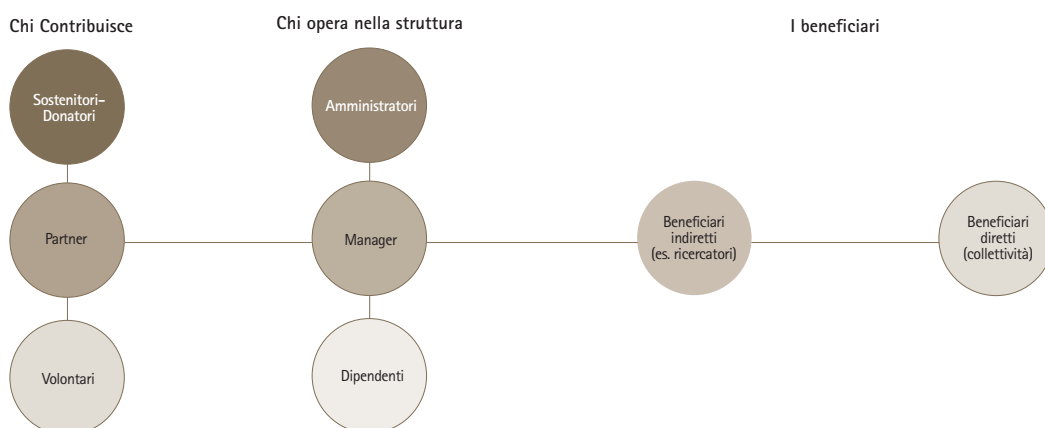 Chi Contribuisce
Chi opera nella struttura
I beneficiari
Sostenitori-
Donatori
Amministratori
Partner
Manager
Beneficiari
indiretti
(es. ricercatori)
Beneficiari
diretti
(collettività)
Volontari
Dipendenti